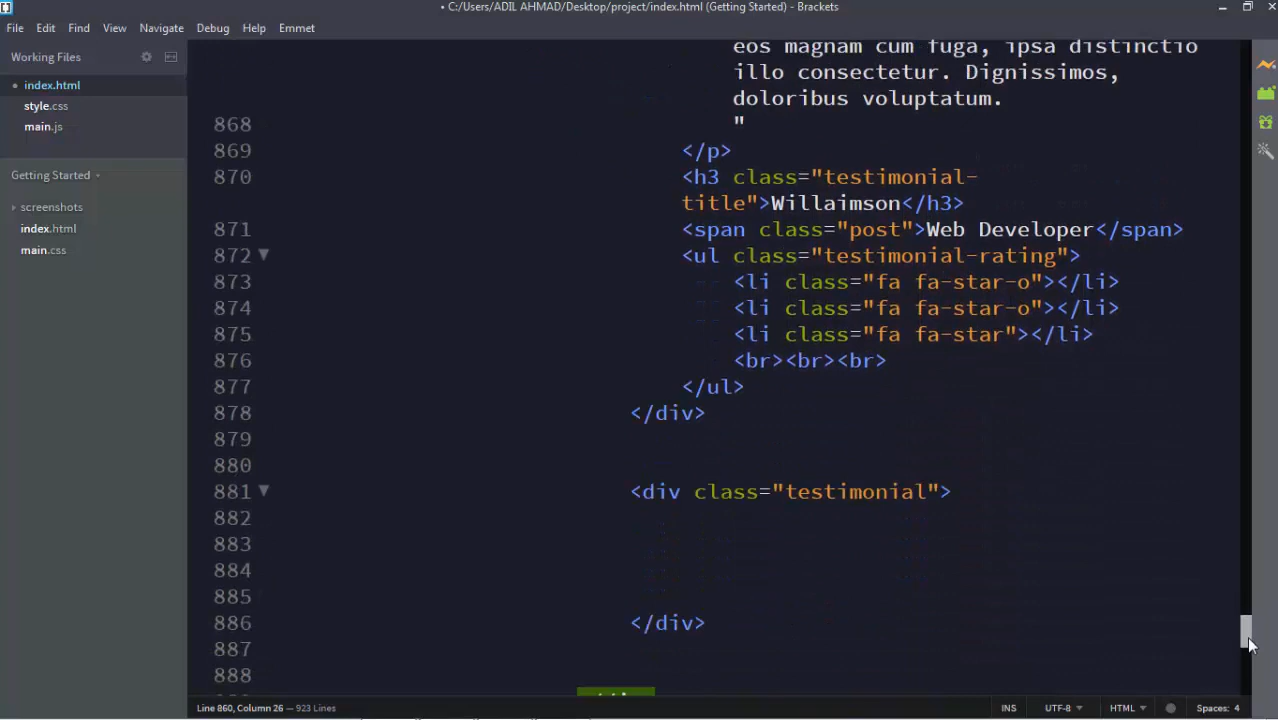 C:/Users/ADIL AHMAD/Desktop/project/index.html (Getting Started) - Brackets
File Edit Find View Navigate Debug Help Emmet
Working Files
index.html
style.css
main.js
Getting Started
screenshots
index.html
main.css
eos magnam cum fuga, ipsa distinctio
illo consectetur. Dignissimos,
doloribus voluptatum.
868 "
869 </p>
870 <h3 class="testimonial-
title">Willaimson</h3>
871 <span class="post">Web Developer</span>
872 <ul class="testimonial-rating">
873 <li class="fa fa-star-o"></li>
874 <li class="fa fa-star-o"></li>
875 <li class="fa fa-star"></li>
876 <br><br><br>
877 </ul>
878 </div>
879
880
881 <div class="testimonial">
882
883
884
885
886 </div>
887
888
Line 860, Column 26 — 923 Lines
INS UTF-8 HTML Spaces: 4